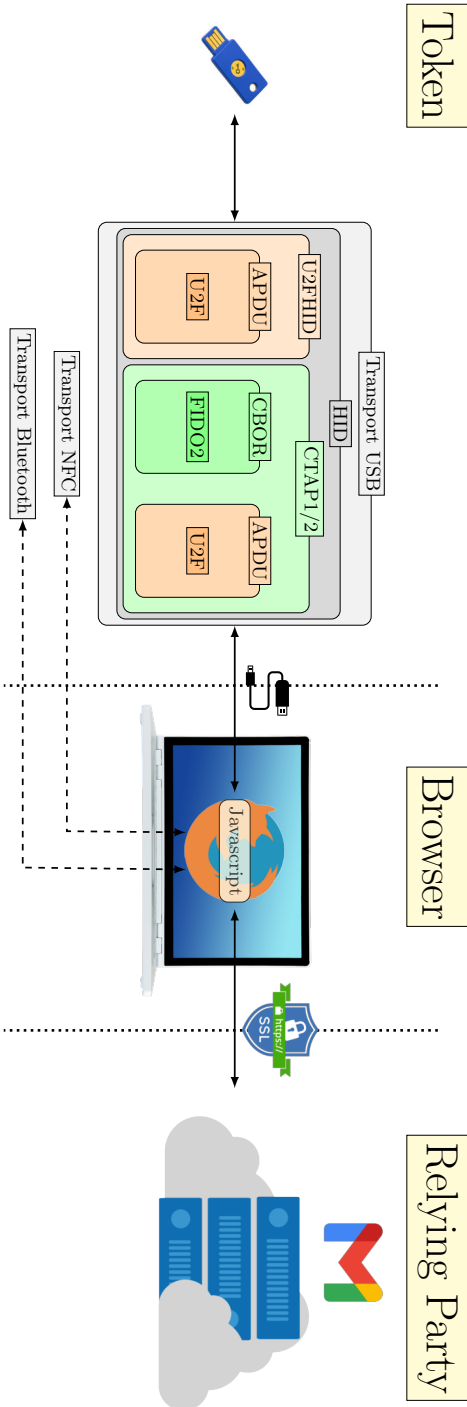 Token
Browser
Relying Party
Transport USB
HID
U2FHID
CTAP1/2
APDU
U2F
CBOR
FIDO2
APDU
U2F
Transport NFC
Transport Bluetooth
Javascript
https://
SSL